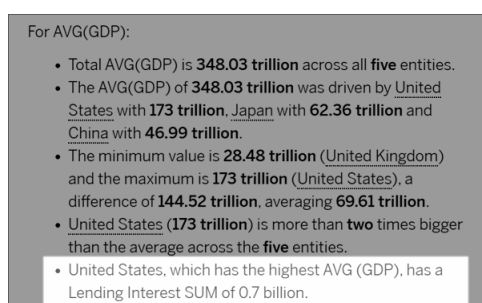 For AVG(GDP):
• Total AVG(GDP) is 348.03 trillion across all five entities.
• The AVG(GDP) of 348.03 trillion was driven by United
States with 173 trillion, Japan with 62.36 trillion and
China with 46.99 trillion.
• The minimum value is 28.48 trillion (United Kingdom)
and the maximum is 173 trillion (United States), a
difference of 144.52 trillion, averaging 69.61 trillion.
• United States (173 trillion) is more than two times bigger
than the average across the five entities.
• United States, which has the highest AVG (GDP), has a
Lending Interest SUM of 0.7 billion.